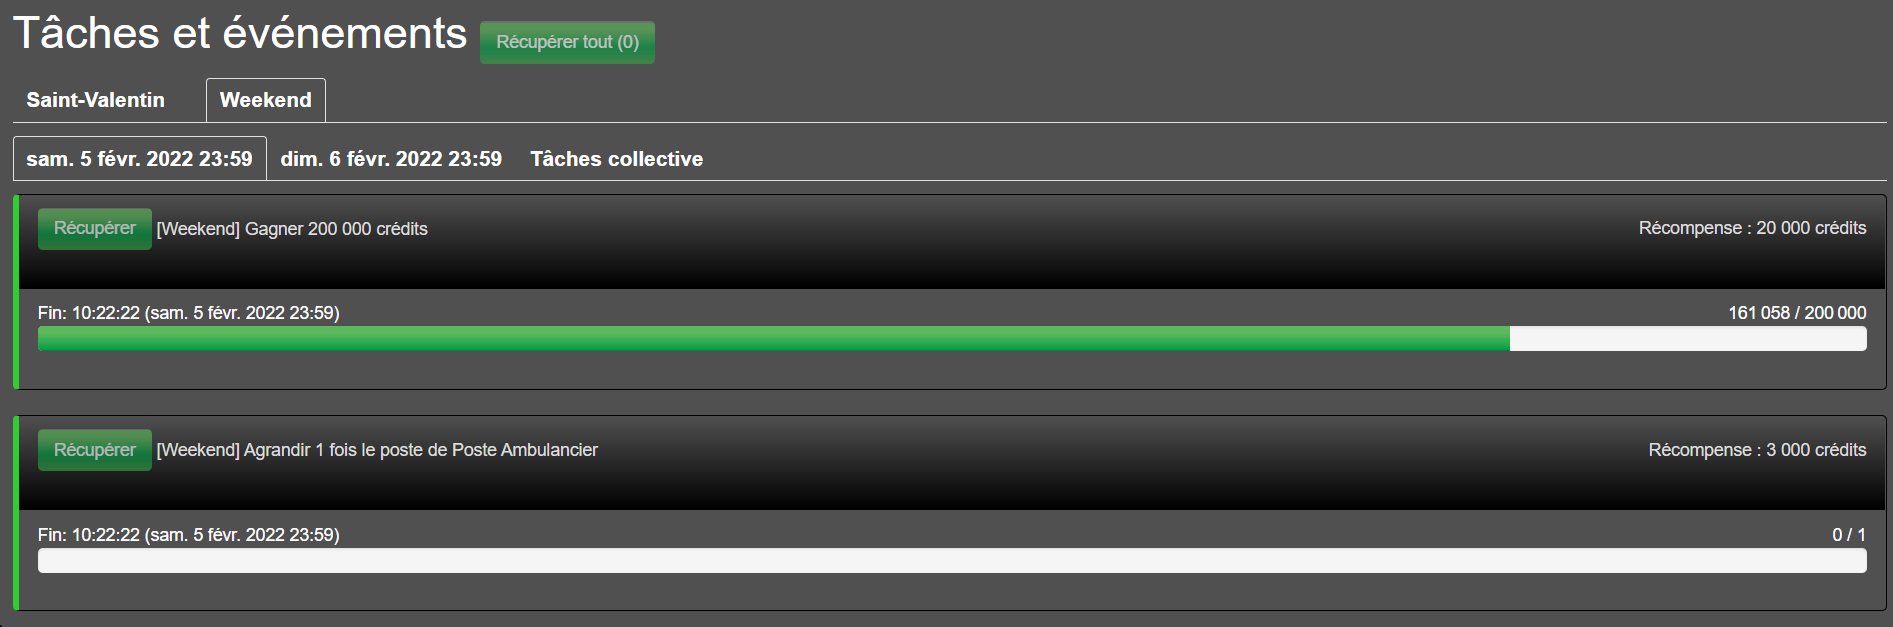 Tâches et événements Récupérer tout (0)
Saint-Valentin Weekend
sam. 5 févr. 2022 23:59 dim. 6 févr. 2022 23:59 Tâches collective
Récupérer [Weekend] Gagner 200 000 crédits Récompense : 20 000 crédits
Fin: 10:22:22 (sam. 5 févr. 2022 23:59) 161 058 / 200 000
Récupérer [Weekend] Agrandir 1 fois le poste de Poste Ambulancier Récompense : 3 000 crédits
Fin: 10:22:22 (sam. 5 févr. 2022 23:59) 0 / 1